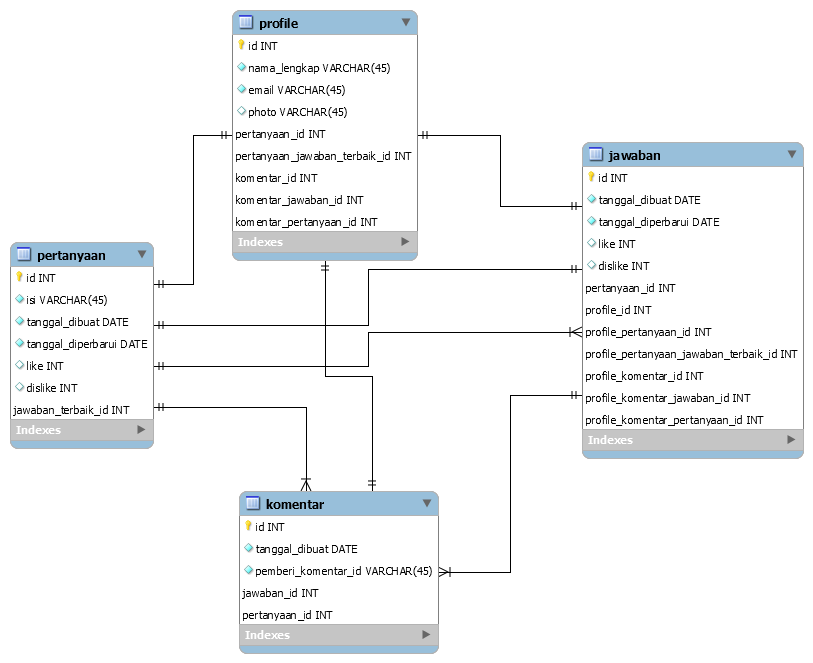 profile
id INT
nama_lengkap VARCHAR(45)
email VARCHAR(45)
photo VARCHAR(45)
pertanyaan_id INT
pertanyaan_jawaban_terbaik_id INT
komentar_id INT
komentar_jawaban_id INT
komentar_pertanyaan_id INT
Indexes
jawaban
id INT
tanggal_dibuat DATE
tanggal_diperbarui DATE
like INT
dislike INT
pertanyaan_id INT
profile_id INT
profile_pertanyaan_id INT
profile_pertanyaan_jawaban_terbaik_id INT
profile_komentar_id INT
profile_komentar_jawaban_id INT
profile_komentar_pertanyaan_id INT
Indexes
pertanyaan
id INT
isi VARCHAR(45)
tanggal_dibuat DATE
tanggal_diperbarui DATE
like INT
dislike INT
jawaban_terbaik_id INT
Indexes
komentar
id INT
tanggal_dibuat DATE
pemberi_komentar_id VARCHAR(45)
jawaban_id INT
pertanyaan_id INT
Indexes